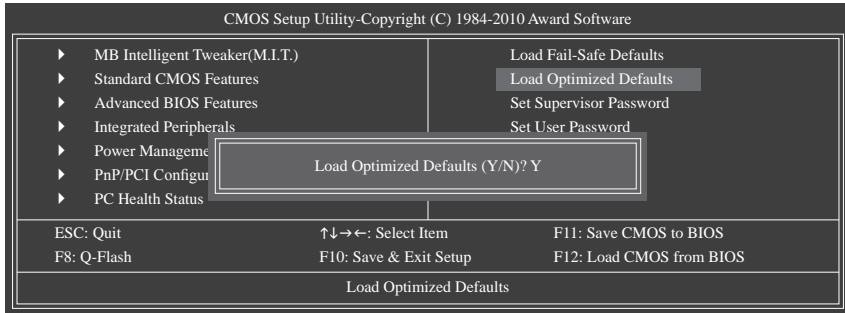 CMOS Setup Utility-Copyright (C) 1984-2010 Award Software
MB Intelligent Tweaker(M.I.T.)
Standard CMOS Features
Advanced BIOS Features
Integrated Peripherals
Power Manageme
PnP/PCI Configur
PC Health Status
Load Fail-Safe Defaults
Load Optimized Defaults
Set Supervisor Password
Set User Password
Load Optimized Defaults (Y/N)? Y
ESC: Quit ↑↓→←: Select Item F11: Save CMOS to BIOS
F8: Q-Flash F10: Save & Exit Setup F12: Load CMOS from BIOS
Load Optimized Defaults